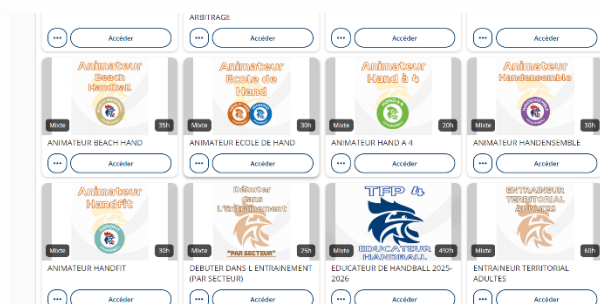 ARBITRAGE
Accéder
Accéder
Accéder
Accéder
Animateur
Beach
Handball
Mixte
35h
Animateur
Ecole de
Hand
Mixte
30h
Animateur
Hand à 4
Mixte
20h
Animateur
Handensemble
Mixte
30h
ANIMATEUR BEACH HAND
ANIMATEUR ECOLE DE HAND
ANIMATEUR HAND A 4
ANIMATEUR HANDENSEMBLE
Accéder
Accéder
Accéder
Accéder
Animateur
Handfit
Mixte
30h
Débuter
dans
L'Entraînement
"PAR SECTEUR"
Mixte
25h
TFP 4
EDUCATEUR
HANDBALL
Mixte
492h
ENTRAINEUR
TERRITORIAL
ADULTES
Mixte
60h
ANIMATEUR HANDFIT
DEBUTER DANS L ENTRAINEMENT
(PAR SECTEUR)
EDUCATEUR DE HANDBALL 2025-
2026
ENTRAINEUR TERRITORIAL
ADULTES
Accéder
Accéder
Accéder
Accéder